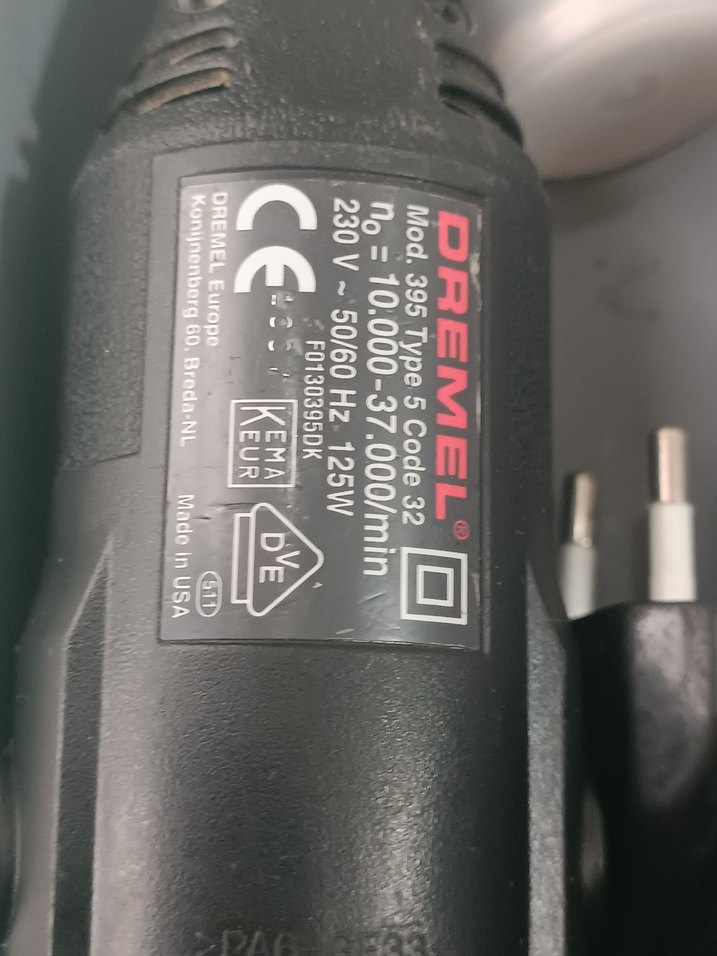 DREMEL®
Mod. 395 Type 5 Code 32
n₀ = 10.000-37.000/min
230 V ~ 50/60 Hz 125W
F0130395DK
CE
KEMA
KEUR
DVE
DREMEL Europe
Konijnenberg 60, Breda-NL
511
Made in USA